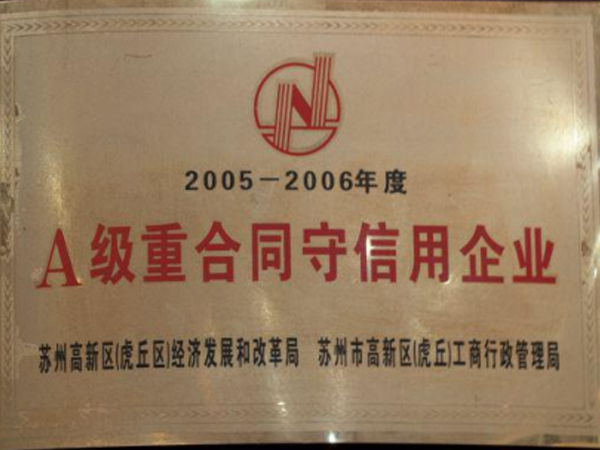 2005-2006年度
A级重合同守信用企业
苏州高新区(虎丘区)经济发展和改革局 苏州市高新区(虎丘)工商行政管理局